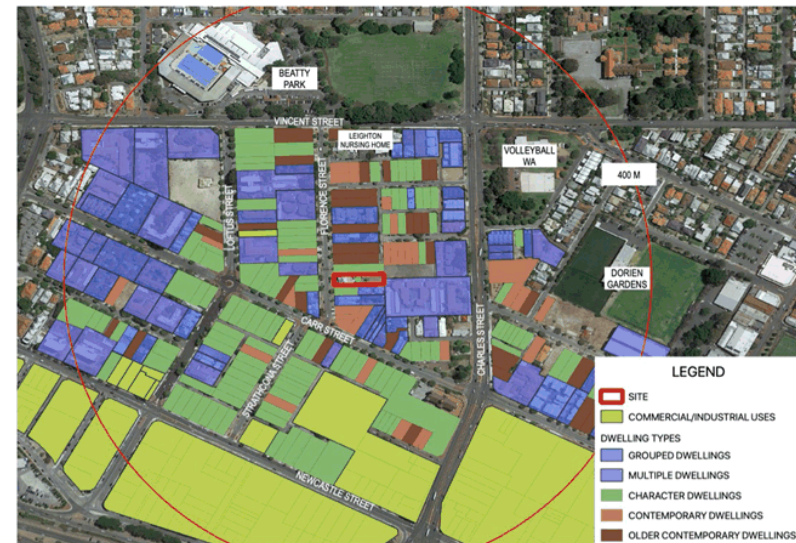 BEATTY
PARK
VINCENT STREET
LEIGHTON
NURSING HOME
VOLLEYBALL
WA
400 M
LOFTUS STREET
FLORENCE STREET
DORIEN
GARDENS
CARR STREET
CHARLES STREET
STRATHCONA STREET
NEWCASTLE STREET
LEGEND
SITE
COMMERCIAL/INDUSTRIAL USES
DWELLING TYPES
GROUPED DWELLINGS
MULTIPLE DWELLINGS
CHARACTER DWELLINGS
CONTEMPORARY DWELLINGS
OLDER CONTEMPORARY DWELLINGS